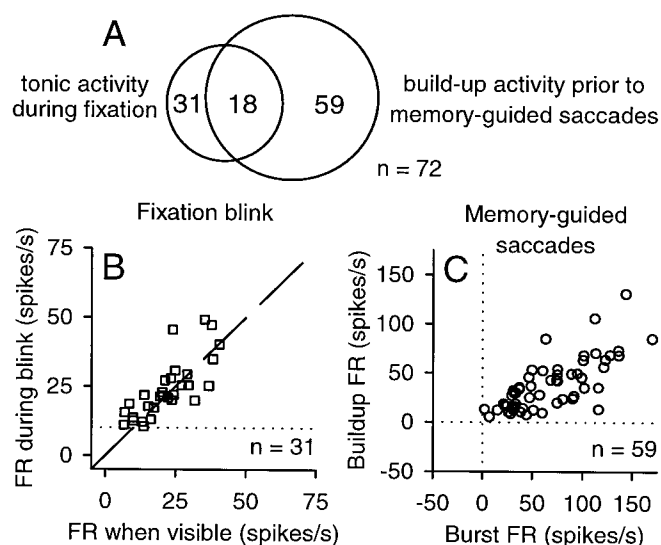 A
tonic activity
during fixation
31 18 59
build-up activity prior to
memory-guided saccades
n = 72
Fixation blink
B
FR during blink (spikes/s)
75
50
25
0
n = 31
0 25 50 75
FR when visible (spikes/s)
Memory-guided
saccades
C
Buildup FR (spikes/s)
150
100
50
0
-50
n = 59
-50 0 50 100 150
Burst FR (spikes/s)